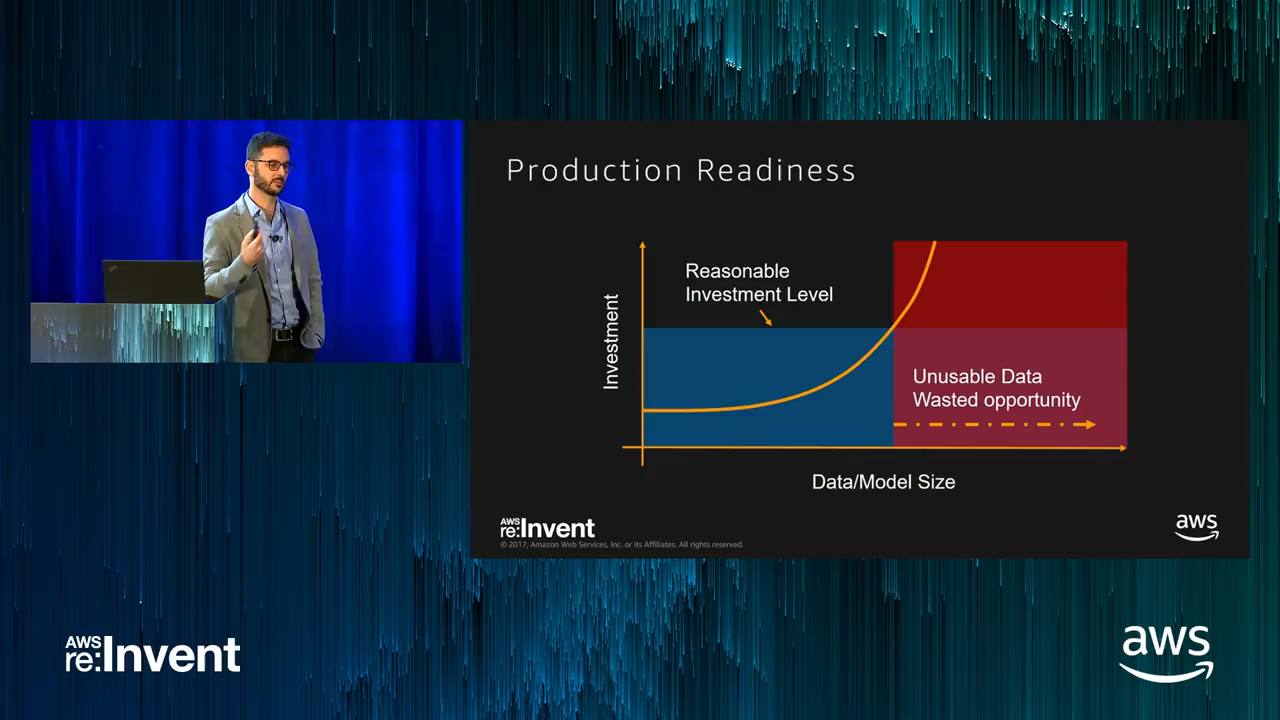 Production Readiness
Reasonable
Investment Level
Investment
Unusable Data
Wasted opportunity
Data/Model Size
AWS
re:Invent
© 2017, Amazon Web Services, Inc. or its Affiliates. All rights reserved.
aws
AWS
re:Invent
aws